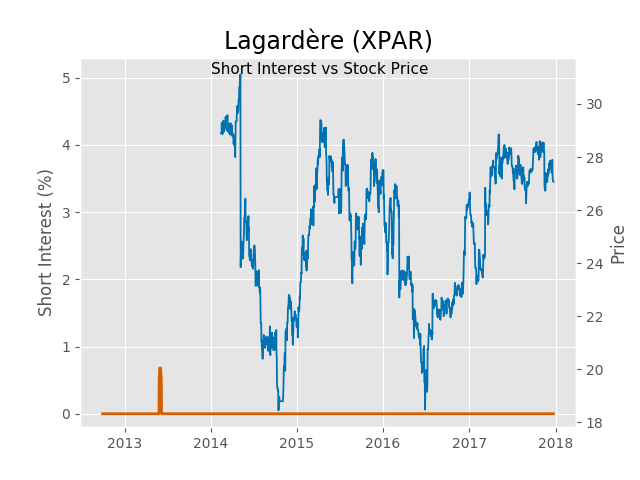 Lagardère (XPAR)
Short Interest vs Stock Price
Short Interest (%)
5
4
3
2
1
0
30
28
26
24
22
20
18
Price
2013 2014 2015 2016 2017 2018